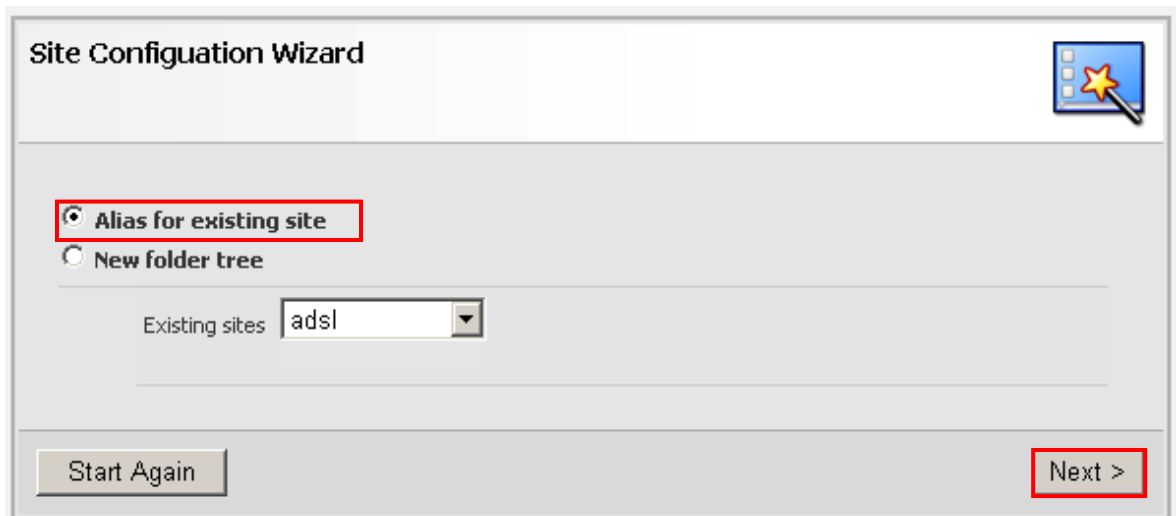 Site Configuation Wizard
Alias for existing site
New folder tree
Existing sites adsl
Start Again Next >